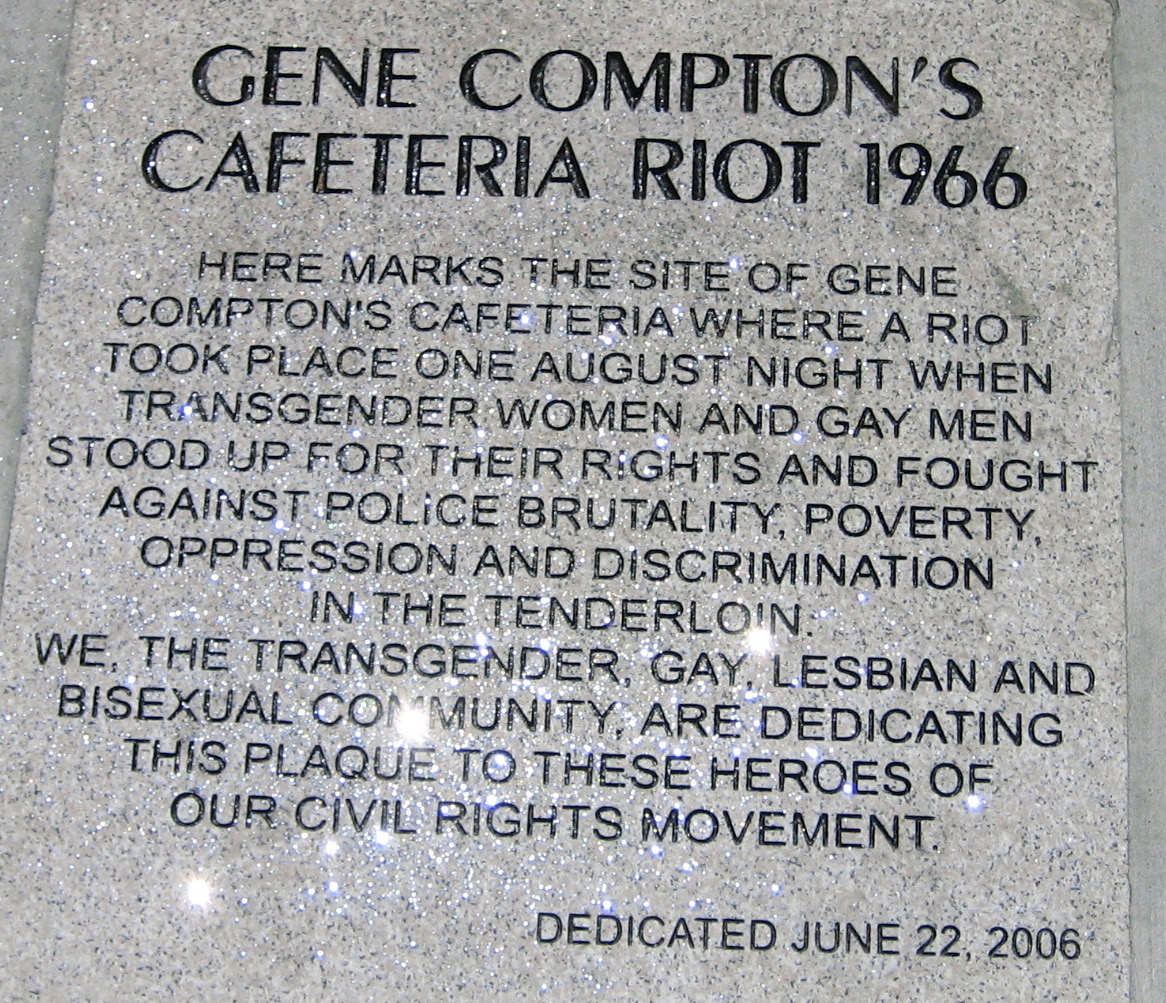 GENE COMPTON'S
CAFETERIA RIOT 1966
HERE MARKS THE SITE OF GENE
COMPTON'S CAFETERIA WHERE A RIOT
TOOK PLACE ONE AUGUST NIGHT WHEN
TRANSGENDER WOMEN AND GAY MEN
STOOD UP FOR THEIR RIGHTS AND FOUGHT
AGAINST POLICE BRUTALITY, POVERTY,
OPPRESSION AND DISCRIMINATION
IN THE TENDERLOIN.
WE, THE TRANSGENDER, GAY, LESBIAN AND
BISEXUAL COMMUNITY, ARE DEDICATING
THIS PLAQUE TO THESE HEROES OF
OUR CIVIL RIGHTS MOVEMENT.
DEDICATED JUNE 22, 2006